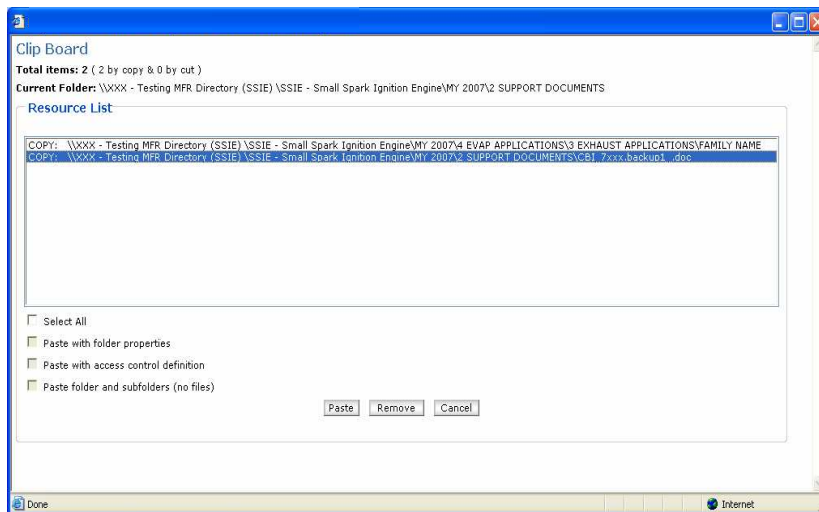 Clip Board
Total items: 2 ( 2 by copy & 0 by cut )
Current Folder: \\XXX - Testing MFR Directory (SSIE) \SSIE - Small Spark Ignition Engine\MY 2007\2 SUPPORT DOCUMENTS
Resource List
COPY: \\XXX - Testing MFR Directory (SSIE) \SSIE - Small Spark Ignition Engine\MY 2007\4 EVAP APPLICATIONS\3 EXHAUST APPLICATIONS\FAMILY NAME
COPY: \\XXX - Testing MFR Directory (SSIE) \SSIE - Small Spark Ignition Engine\MY 2007\2 SUPPORT DOCUMENTS\CBI_7xxx.backup1_.doc
Select All
Paste with folder properties
Paste with access control definition
Paste folder and subfolders (no files)
Paste Remove Cancel
Done Internet